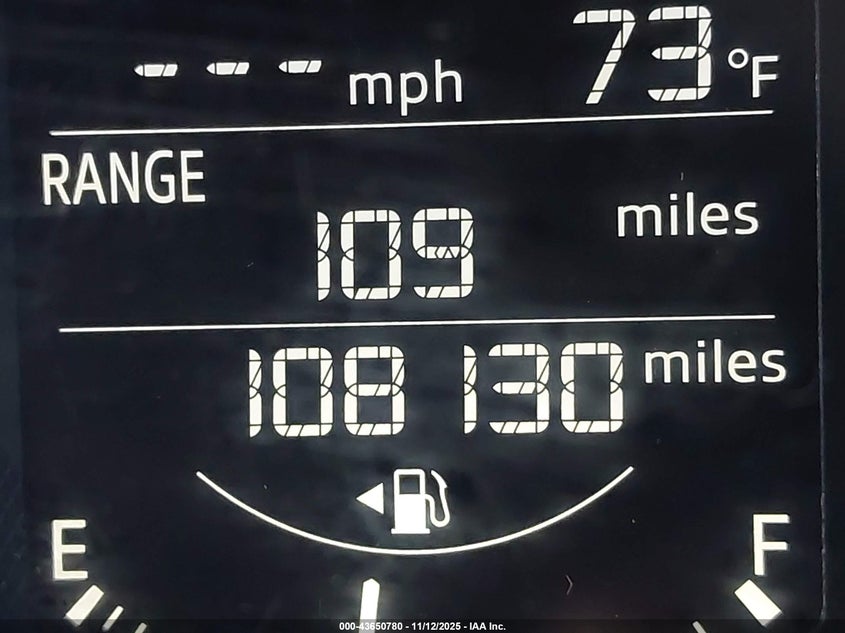 --- mph 73°F
RANGE
109 miles
108 130 miles
E F
000-43650780 - 11/12/2025 - IAA Inc.